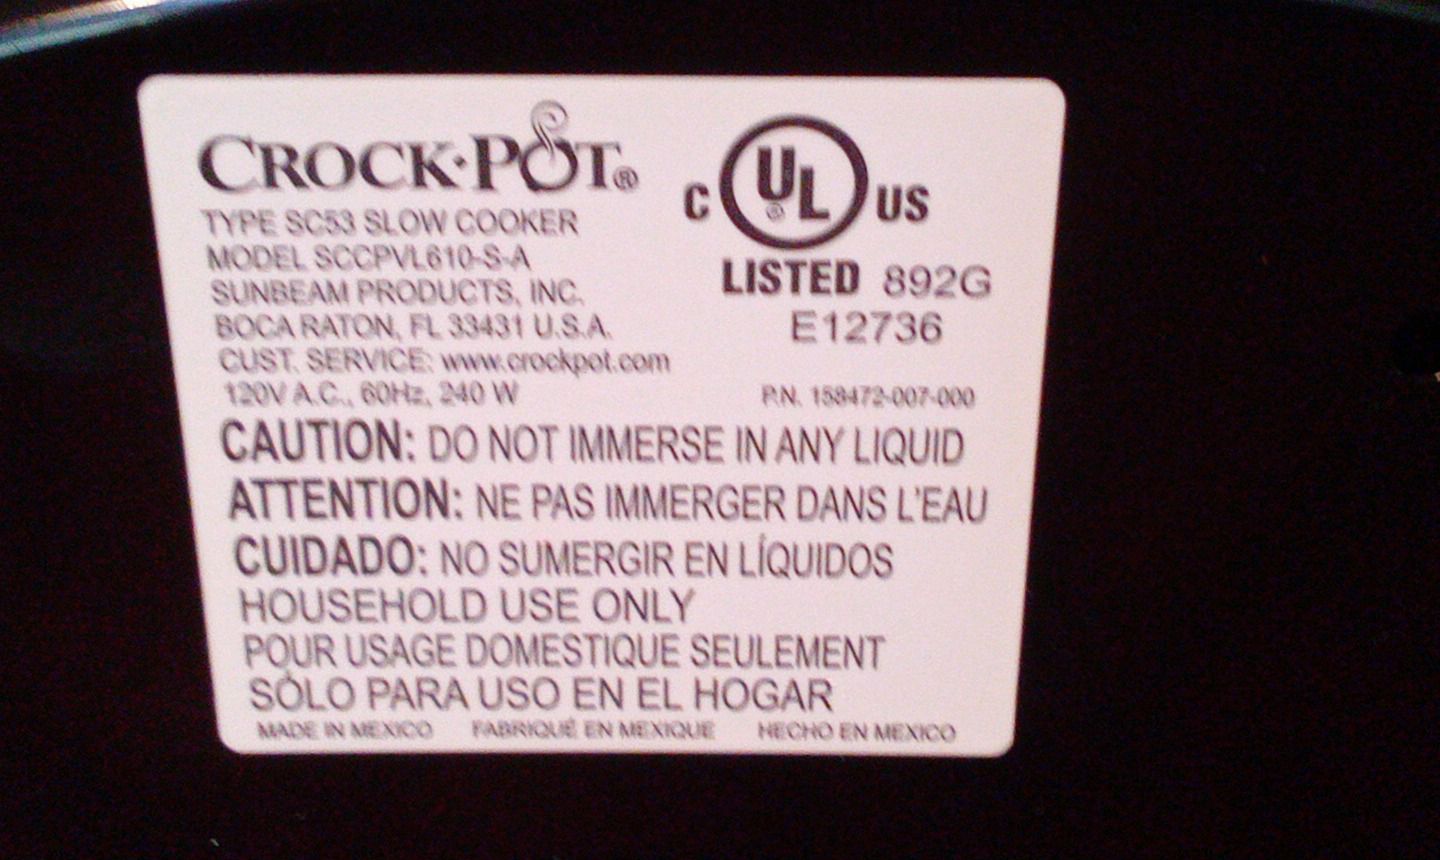 CROCK·POT®
TYPE SC53 SLOW COOKER
MODEL SCCPVL610-S-A
SUNBEAM PRODUCTS, INC.
BOCA RATON, FL 33431 U.S.A.
CUST. SERVICE: www.crockpot.com
120V A.C., 60Hz, 240 W
C UL® US
LISTED 892G
E12736
P.N. 158472-007-000
CAUTION: DO NOT IMMERSE IN ANY LIQUID
ATTENTION: NE PAS IMMERGER DANS L'EAU
CUIDADO: NO SUMERGIR EN LÍQUIDOS
HOUSEHOLD USE ONLY
POUR USAGE DOMESTIQUE SEULEMENT
SÓLO PARA USO EN EL HOGAR
MADE IN MEXICO FABRIQUÉ EN MEXIQUE HECHO EN MEXICO